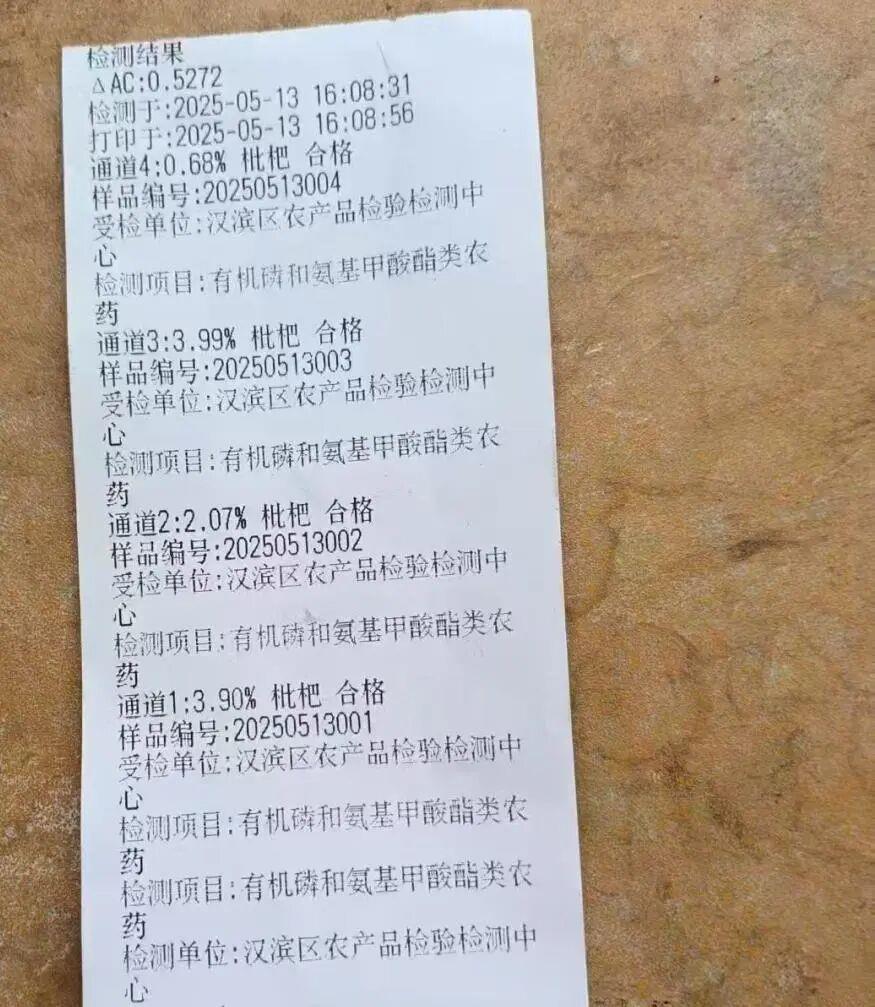 检测结果
△AC:0.5272
检测于:2025-05-13 16:08:31
打印于:2025-05-13 16:08:56
通道4:0.68% 枇杷 合格
样品编号:20250513004
受检单位:汉滨区农产品检验检测中
心
检测项目:有机磷和氨基甲酸酯类农
药
通道3:3.99% 枇杷 合格
样品编号:20250513003
受检单位:汉滨区农产品检验检测中
心
检测项目:有机磷和氨基甲酸酯类农
药
通道2:2.07% 枇杷 合格
样品编号:20250513002
受检单位:汉滨区农产品检验检测中
心
检测项目:有机磷和氨基甲酸酯类农
药
通道1:3.90% 枇杷 合格
样品编号:20250513001
受检单位:汉滨区农产品检验检测中
心
检测项目:有机磷和氨基甲酸酯类农
药
检测项目:有机磷和氨基甲酸酯类农
药
检测单位:汉滨区农产品检验检测中
心